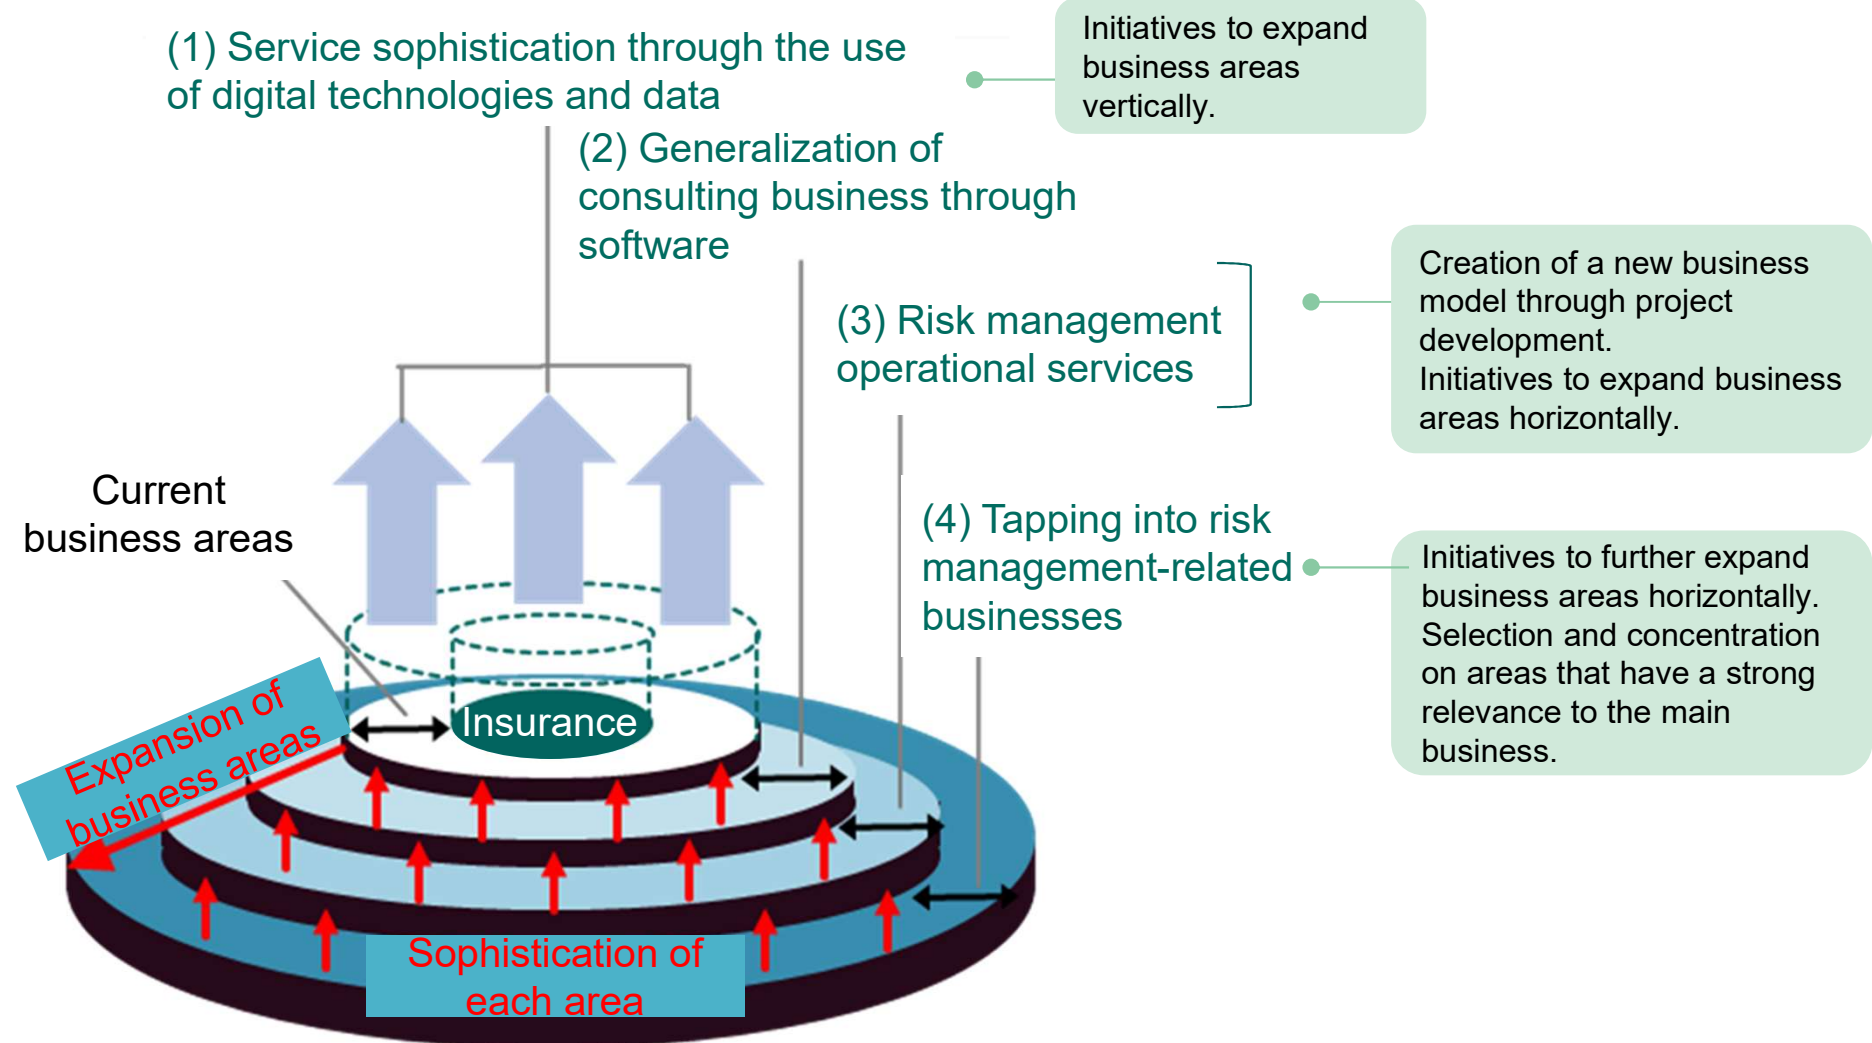 (1) Service sophistication through the use
of digital technologies and data
Initiatives to expand
business areas
vertically.
(2) Generalization of
consulting business through
software
(3) Risk management
operational services
Creation of a new business
model through project
development.
Initiatives to expand business
areas horizontally.
Current
business areas
(4) Tapping into risk
management-related
businesses
Initiatives to further expand
business areas horizontally.
Selection and concentration
on areas that have a strong
relevance to the main
business.
Insurance
Expansion of
business areas
Sophistication of
each area